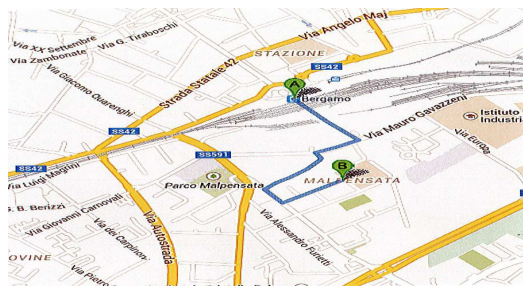 Via Angelo Maj
Via XX Settembre
Via G. Tiraboschi
Via Zambonate
STAZIONE
Via Giacomo Quarenghi
Strada Statale 42
SS42
A
Bergamo
Via Mauro Gavazzeni
Istituto
Industri
Via Europa
SS42
SS591
SS42
Via Luigi Magrini
Parco Malpensata
B
MALPENSATA
G. B. Berizzi
Via Giovanni Carnovali
Via dei Carpinoni
Via Autostrada
Via Alessandro Furietti
OVINE
Via Pietro